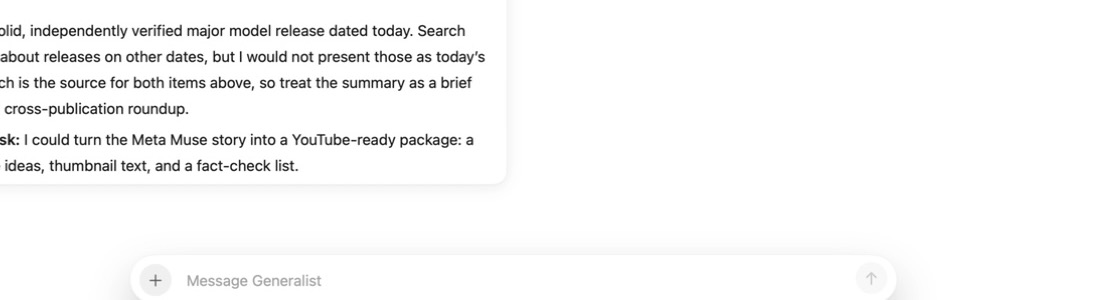 olid, independently verified major model release dated today. Search
about releases on other dates, but I would not present those as today's
ch is the source for both items above, so treat the summary as a brief
cross-publication roundup.
sk: I could turn the Meta Muse story into a YouTube-ready package: a
ideas, thumbnail text, and a fact-check list.
Message Generalist